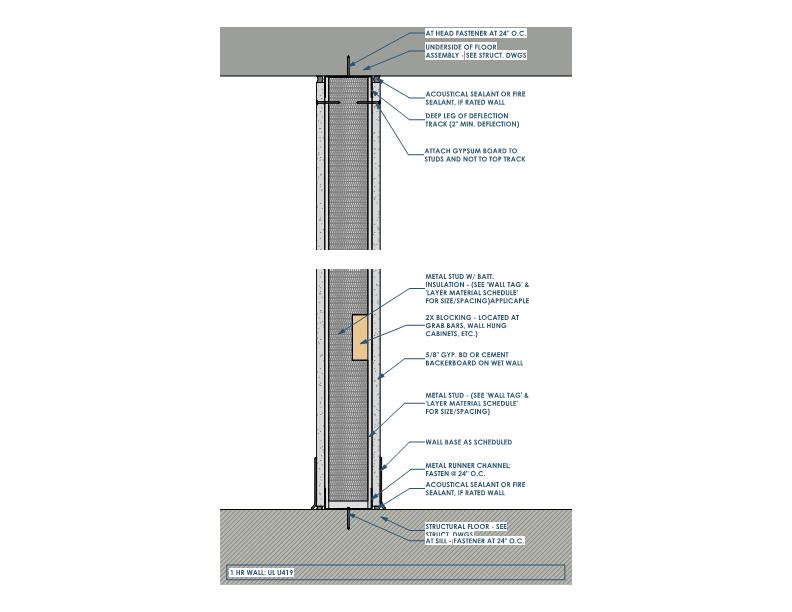 AT HEAD FASTENER AT 24" O.C.
UNDERSIDE OF FLOOR
ASSEMBLY - SEE STRUCT. DWGS
ACOUSTICAL SEALANT OR FIRE
SEALANT, IF RATED WALL
DEEP LEG OF DEFLECTION
TRACK (2" MIN. DEFLECTION)
ATTACH GYPSUM BOARD TO
STUDS AND NOT TO TOP TRACK
METAL STUD W/ BATT.
INSULATION - (SEE 'WALL TAG' &
'LAYER MATERIAL SCHEDULE'
FOR SIZE/SPACING)APPLICAPLE
2X BLOCKING - LOCATED AT
GRAB BARS, WALL HUNG
CABINETS, ETC.)
5/8" GYP. BD OR CEMENT
BACKERBOARD ON WET WALL
METAL STUD - (SEE 'WALL TAG' &
'LAYER MATERIAL SCHEDULE'
FOR SIZE/SPACING)
WALL BASE AS SCHEDULED
METAL RUNNER CHANNEL;
FASTEN @ 24" O.C.
ACOUSTICAL SEALANT OR FIRE
SEALANT, IF RATED WALL
STRUCTURAL FLOOR - SEE
STRUCT. DWGS
AT SILL - FASTENER AT 24" O.C.
1 HR WALL: UL U419